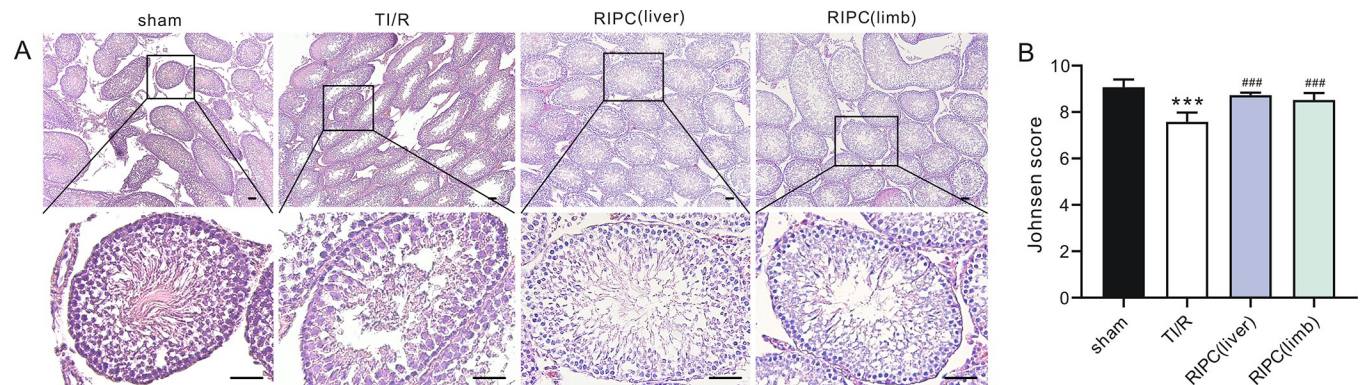 A
sham
TI/R
RIPC(liver)
RIPC(limb)
B
Johnsen score
10
8
6
4
2
0
***
###
###
sham
TI/R
RIPC(liver)
RIPC(limb)